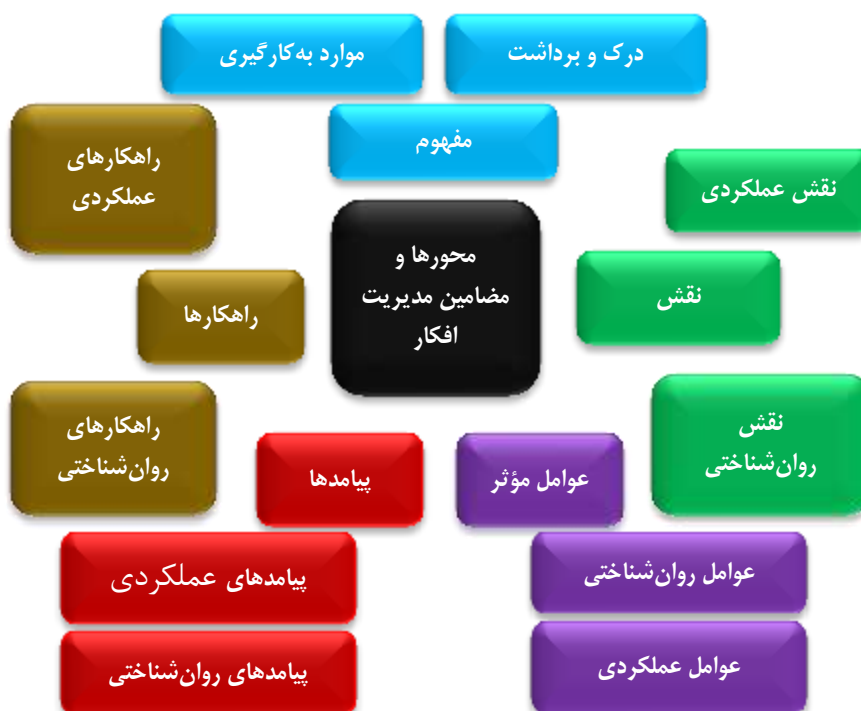 درک و برداشت
موارد به‌کارگیری
مفهوم
راهکارهای
عملکردی
نقش عملکردی
محورها و
مضامین مدیریت
افکار
نقش
راهکارها
نقش
روان‌شناختی
راهکارهای
روان‌شناختی
عوامل مؤثر
پیامدها
عوامل روان‌شناختی
پیامدهای عملکردی
عوامل عملکردی
پیامدهای روان‌شناختی